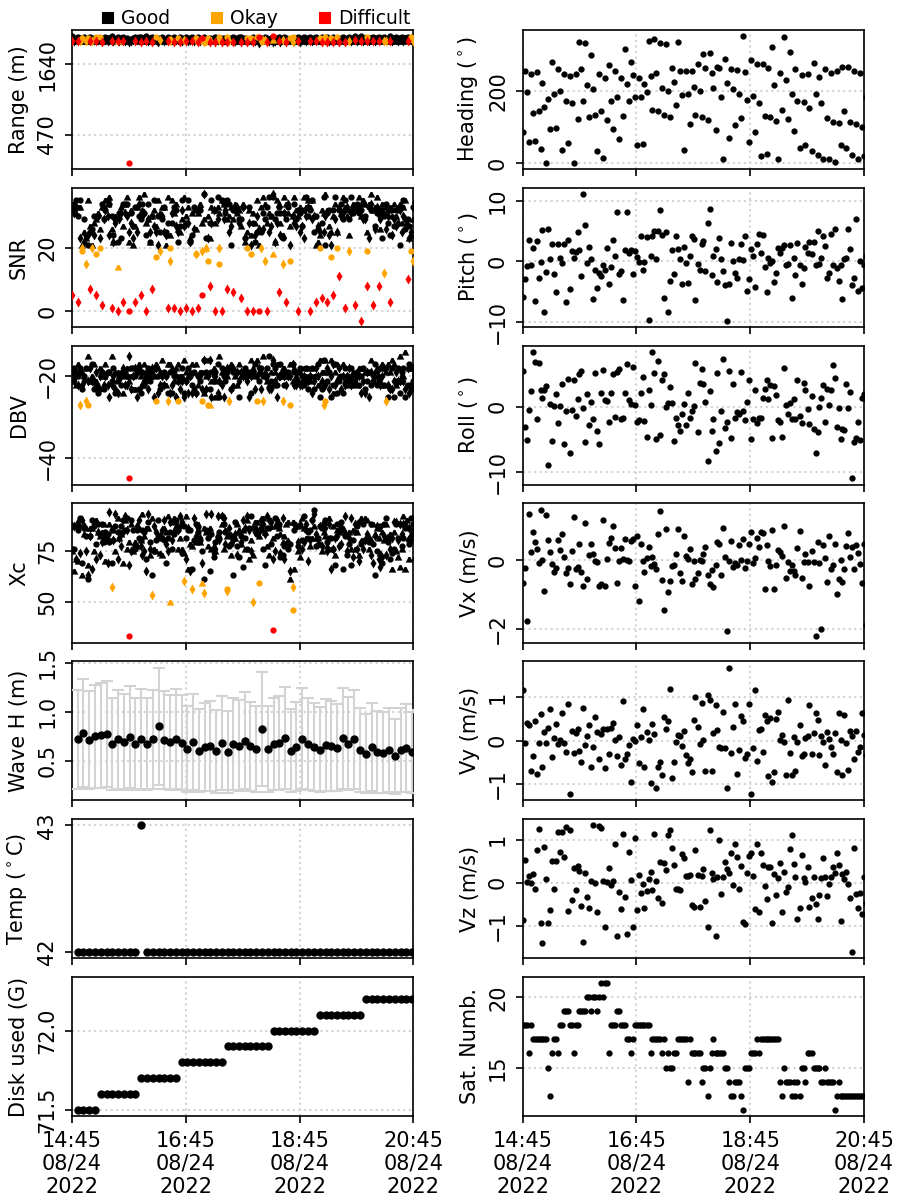 Good Okay Difficult
Range (m)
1640
470
Heading (°)
200
0
SNR
20
0
Pitch (°)
10
0
−10
DBV
−20
−40
Roll (°)
0
−10
Xc
75
50
Vx (m/s)
0
−2
Wave H (m)
1.5
1.0
0.5
Vy (m/s)
1
0
−1
Temp (°C)
43
42
Vz (m/s)
1
0
−1
Disk used (G)
72.0
71.5
Sat. Numb.
20
15
14:45 16:45 18:45 20:45 14:45 16:45 18:45 20:45
08/24 08/24 08/24 08/24 08/24 08/24 08/24 08/24
2022 2022 2022 2022 2022 2022 2022 2022